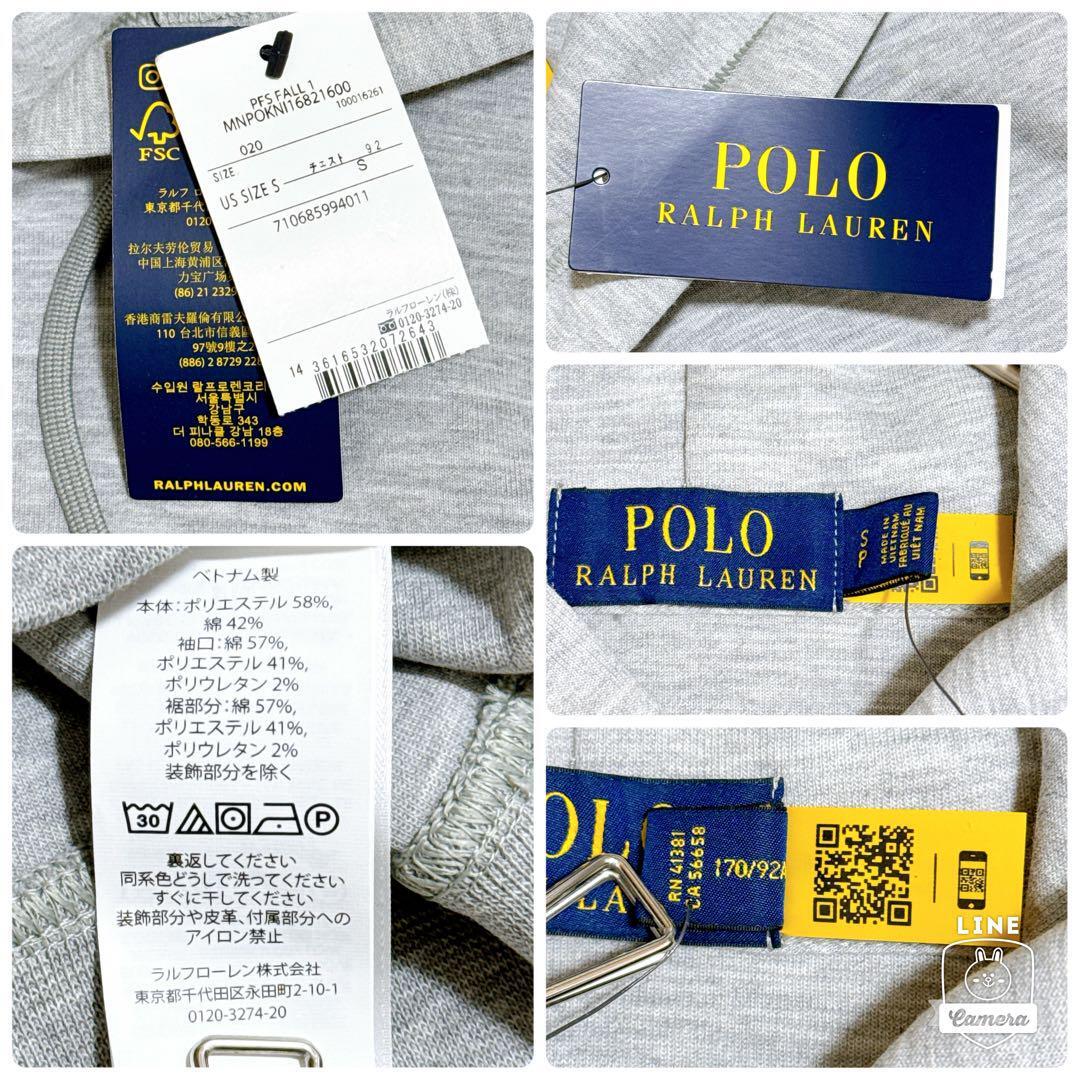 FSC
ラルフ ロ
東京都千代
0120
拉尔夫劳伦贸易
中国上海黄浦区
力宝广场
(86) 21 2329
香港商雷夫羅倫有限公
110 台北市信義區
97號9樓之2
(886) 2 8729 228
수입원 랄프로렌코리
서울특별시
강남구
학동로 343
더 피나클 강남 18층
080-566-1199
RALPHLAUREN.COM
PFS FALL 1
MNPOKNI16821600
100016261
020
SIZE チェスト 92
US SIZE S S
710685994011
ラルフローレン(株)
0120-3274-20
14 3616532072643
POLO
RALPH LAUREN
POLO
RALPH LAUREN
S
P
MADE IN
VIETNAM
FABRIQUÉ AU
VIÊT NAM
ベトナム製
本体:ポリエステル 58%,
綿 42%
袖口:綿 57%,
ポリエステル 41%,
ポリウレタン 2%
裾部分:綿 57%,
ポリエステル 41%,
ポリウレタン 2%
装飾部分を除く
30 P
裏返してください
同系色どうしで洗ってください
すぐに干してください
装飾部分や皮革、付属部分への
アイロン禁止
ラルフローレン株式会社
東京都千代田区永田町2-10-1
0120-3274-20
OL
LA
RN 41381
CA 56658
170/92A
LINE
Camera